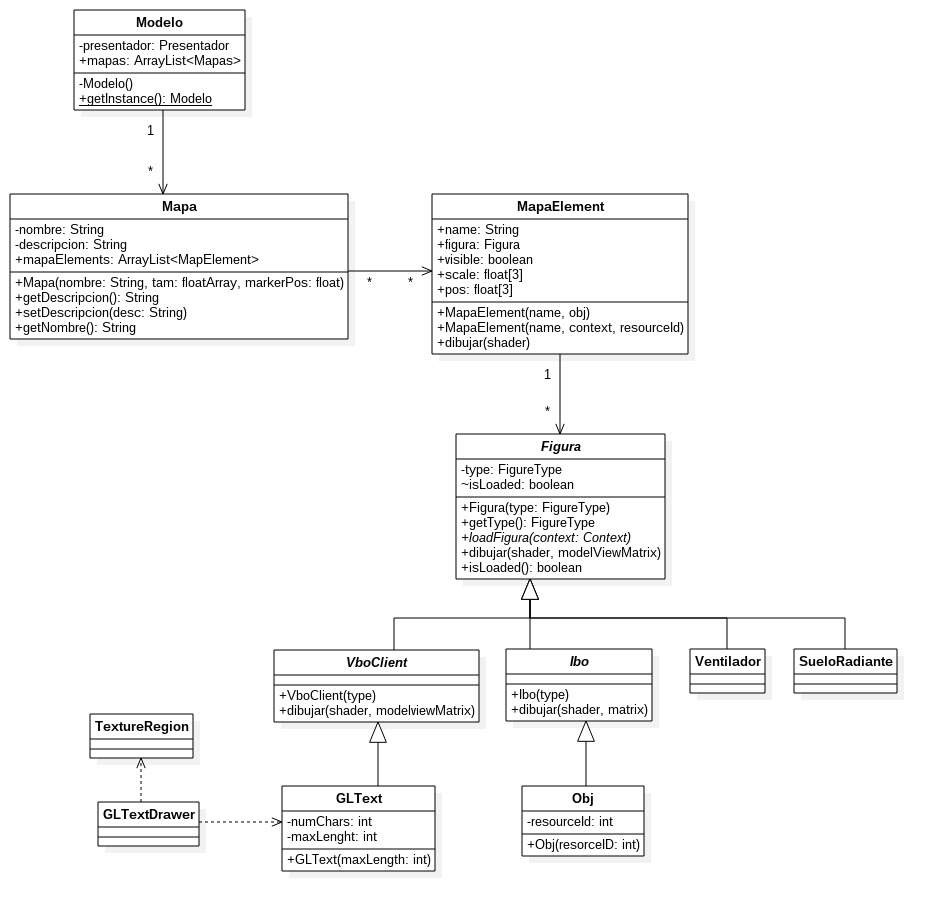 Modelo
-presentador: Presentador
+mapas: ArrayList<Mapas>
-Modelo()
+getInstance(): Modelo
1
*
Mapa
-nombre: String
-descripcion: String
+mapaElements: ArrayList<MapElement>
+Mapa(nombre: String, tam: floatArray, markerPos: float)
+getDescripcion(): String
+setDescripcion(desc: String)
+getNombre(): String
* *
MapaElement
+name: String
+figura: Figura
+visible: boolean
+scale: float[3]
+pos: float[3]
+MapaElement(name, obj)
+MapaElement(name, context, resourceId)
+dibujar(shader)
1
*
Figura
-type: FigureType
~isLoaded: boolean
+Figura(type: FigureType)
+getType(): FigureType
+loadFigura(context: Context)
+dibujar(shader, modelViewMatrix)
+isLoaded(): boolean
VboClient
+VboClient(type)
+dibujar(shader, modelviewMatrix)
Ibo
+Ibo(type)
+dibujar(shader, matrix)
Ventilador
SueloRadiante
TextureRegion
GLTextDrawer
GLText
-numChars: int
-maxLenght: int
+GLText(maxLength: int)
Obj
-resourceId: int
+Obj(resorceID: int)